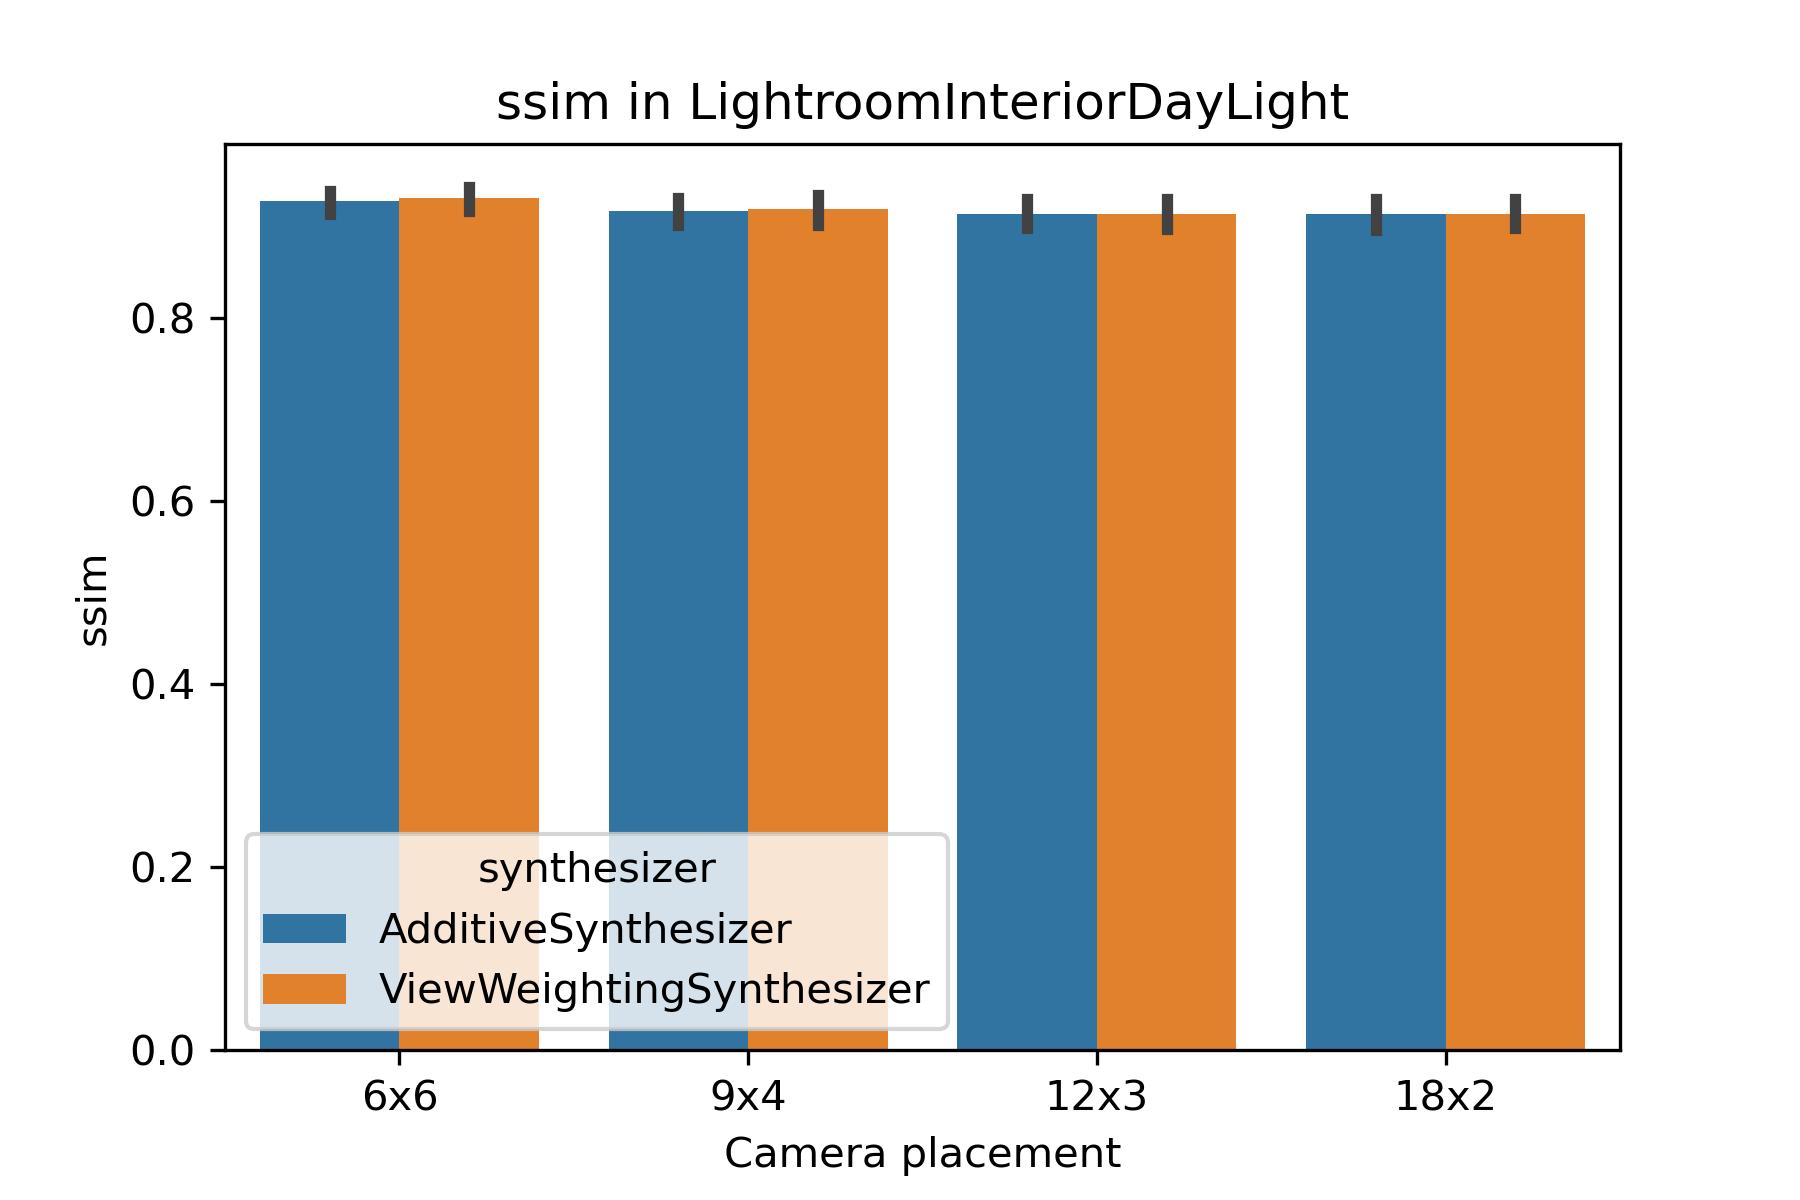 ssim in LightroomInteriorDayLight
ssim
0.8
0.6
0.4
0.2
0.0
synthesizer
AdditiveSynthesizer
ViewWeightingSynthesizer
6x6 9x4 12x3 18x2
Camera placement